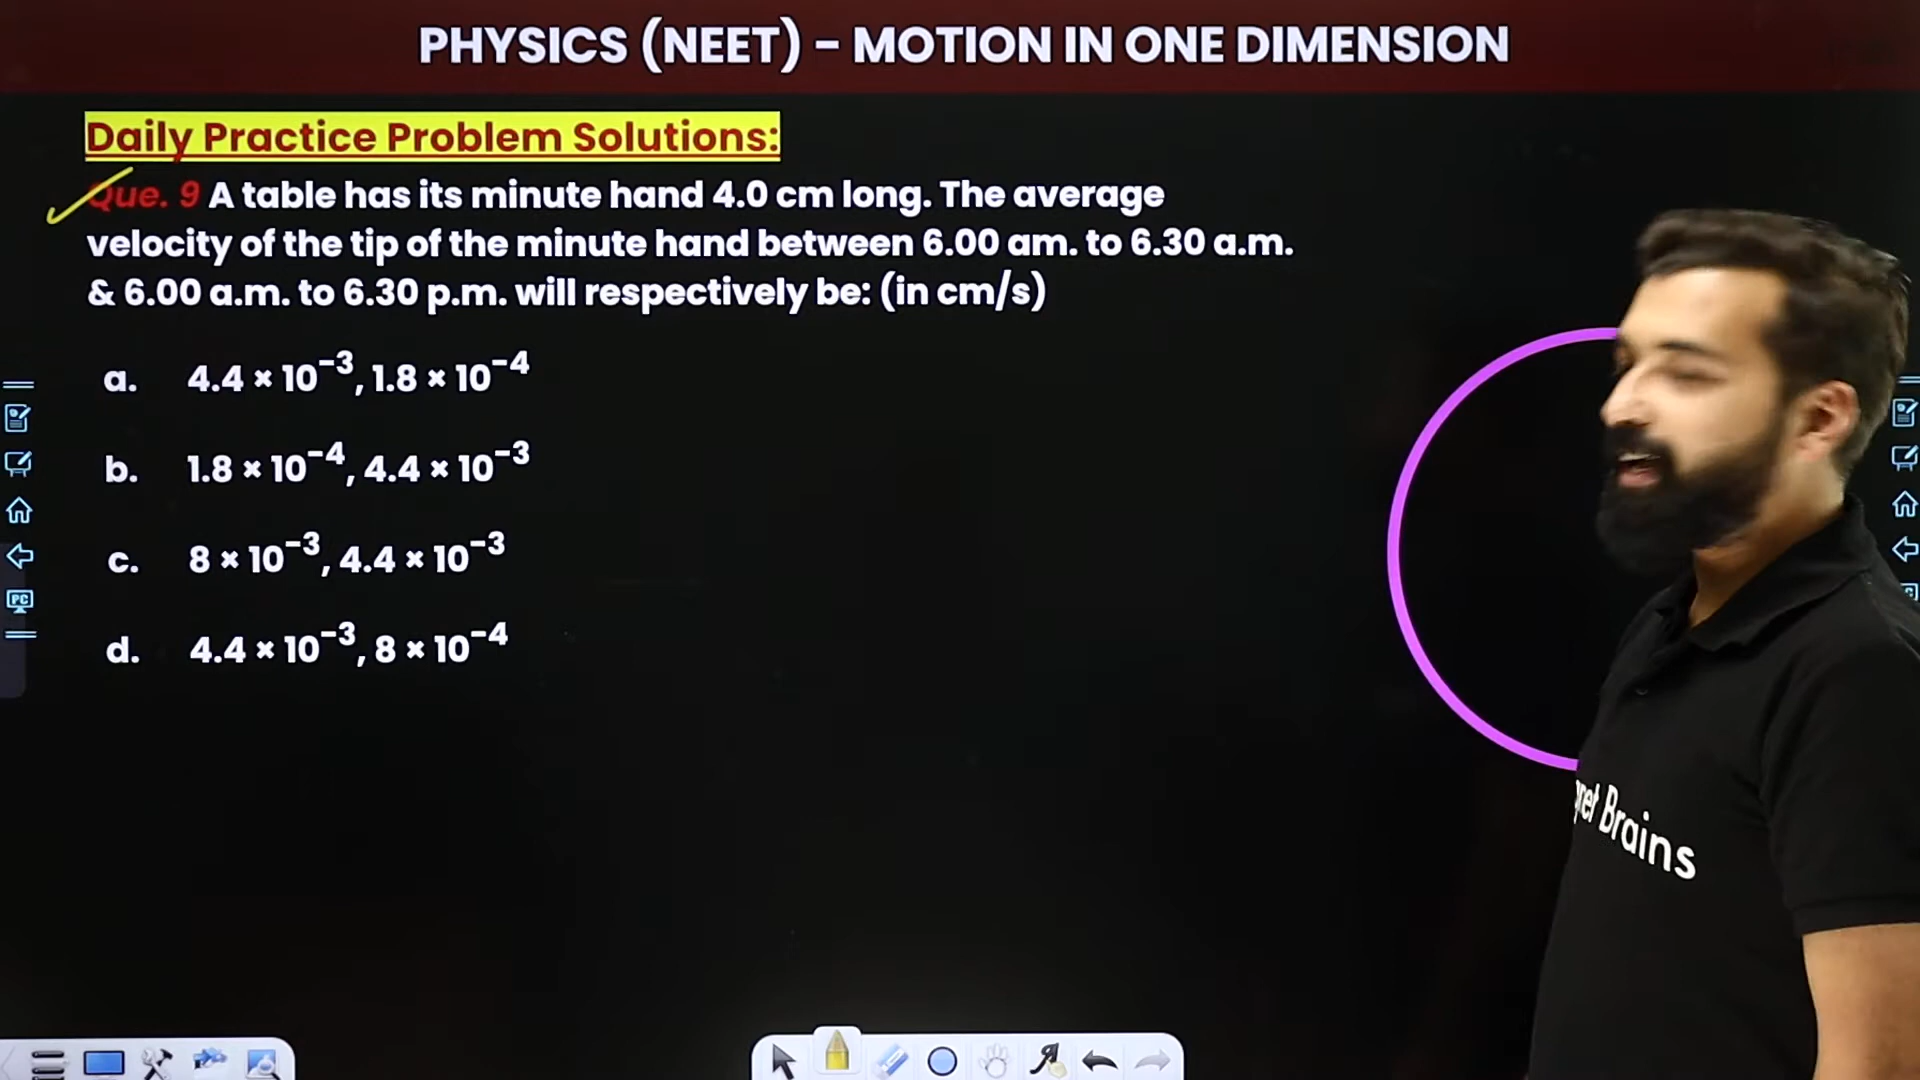 PHYSICS (NEET) - MOTION IN ONE DIMENSION
Daily Practice Problem Solutions:
Que. 9 A table has its minute hand 4.0 cm long. The average
velocity of the tip of the minute hand between 6.00 am. to 6.30 a.m.
& 6.00 a.m. to 6.30 p.m. will respectively be: (in cm/s)
a. 4.4 × 10⁻³, 1.8 × 10⁻⁴
b. 1.8 × 10⁻⁴, 4.4 × 10⁻³
c. 8 × 10⁻³, 4.4 × 10⁻³
d. 4.4 × 10⁻³, 8 × 10⁻⁴
PC
Brains